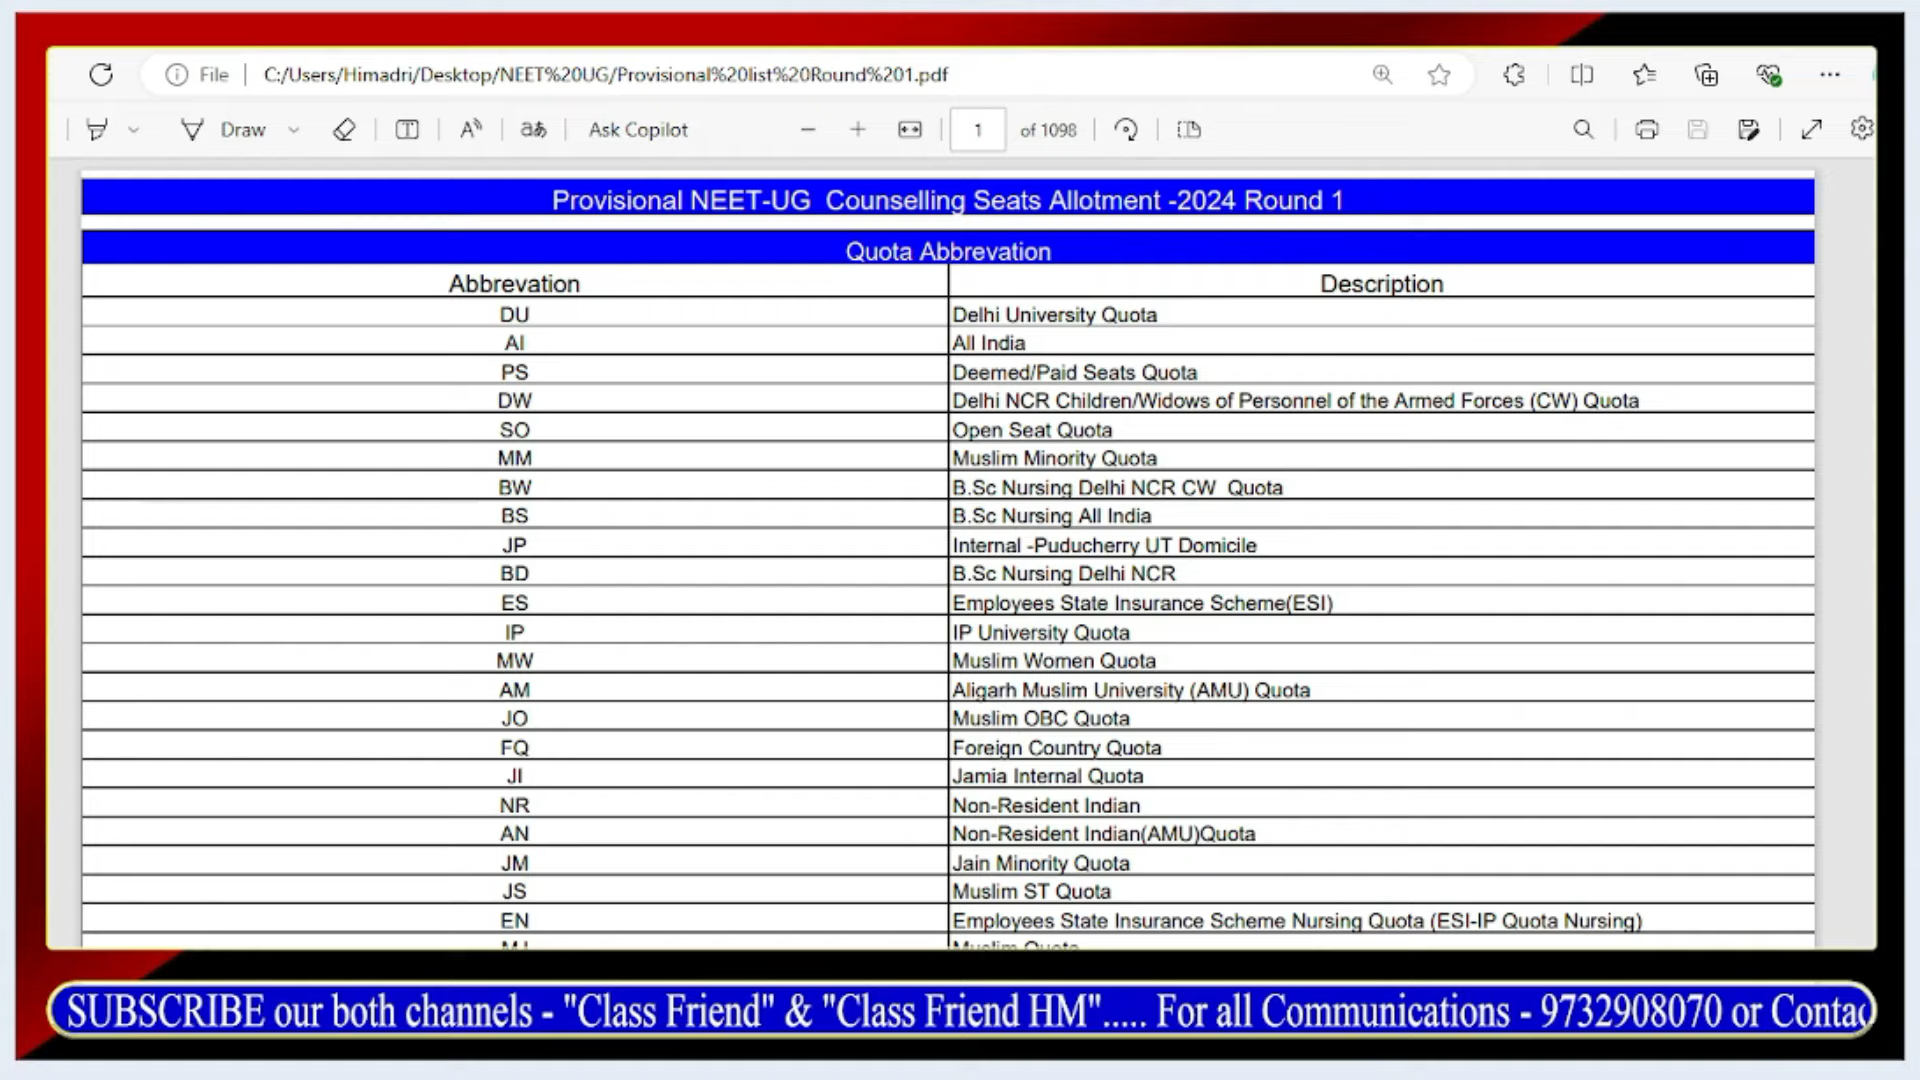 File C:/Users/Himadri/Desktop/NEET%20UG/Provisional%20list%20Round%201.pdf
Draw Ask Copilot 1 of 1098
Provisional NEET-UG Counselling Seats Allotment -2024 Round 1
Quota Abbrevation
Abbrevation Description
DU Delhi University Quota
AI All India
PS Deemed/Paid Seats Quota
DW Delhi NCR Children/Widows of Personnel of the Armed Forces (CW) Quota
SO Open Seat Quota
MM Muslim Minority Quota
BW B.Sc Nursing Delhi NCR CW Quota
BS B.Sc Nursing All India
JP Internal -Puducherry UT Domicile
BD B.Sc Nursing Delhi NCR
ES Employees State Insurance Scheme(ESI)
IP IP University Quota
MW Muslim Women Quota
AM Aligarh Muslim University (AMU) Quota
JO Muslim OBC Quota
FQ Foreign Country Quota
JI Jamia Internal Quota
NR Non-Resident Indian
AN Non-Resident Indian(AMU)Quota
JM Jain Minority Quota
JS Muslim ST Quota
EN Employees State Insurance Scheme Nursing Quota (ESI-IP Quota Nursing)
Muslim Quota
SUBSCRIBE our both channels - "Class Friend" & "Class Friend HM"..... For all Communications - 9732908070 or Contac